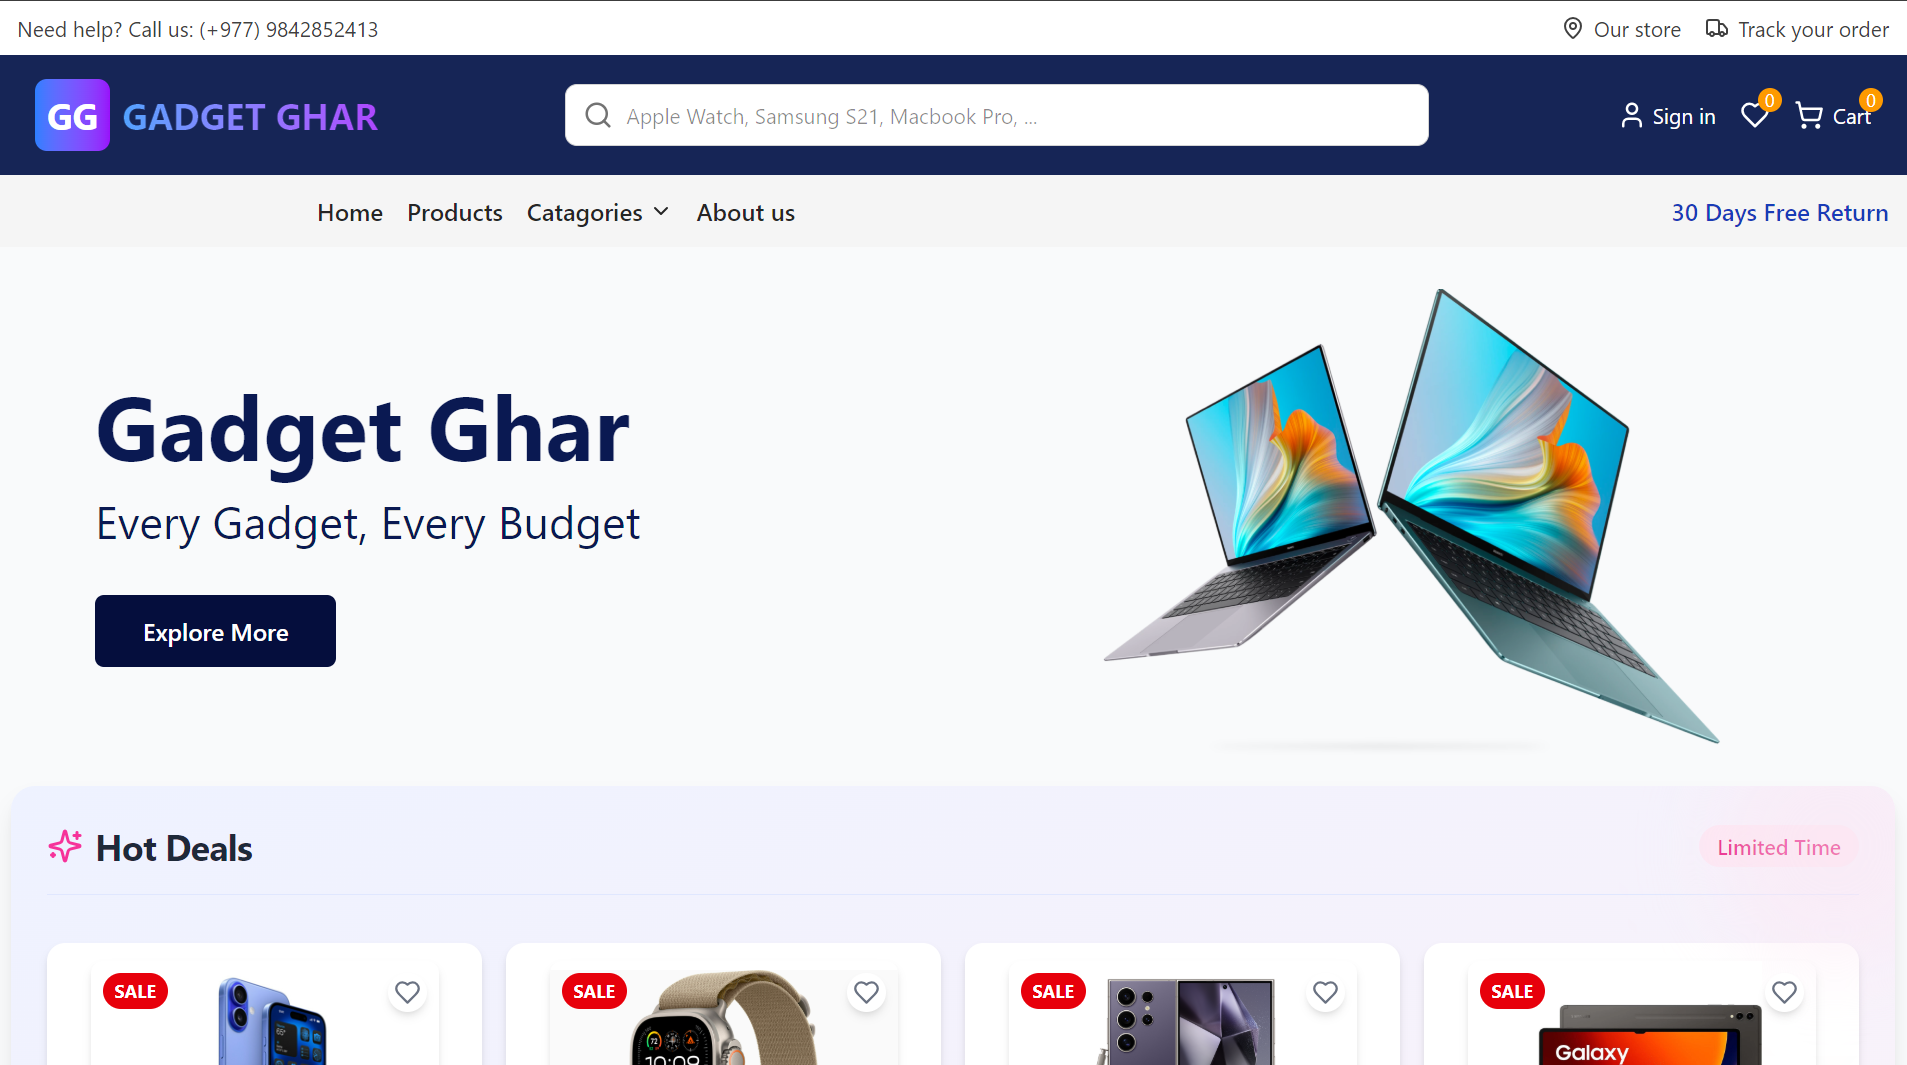 Need help? Call us: (+977) 9842852413
Our store
Track your order
GG
GADGET GHAR
Apple Watch, Samsung S21, Macbook Pro, ...
Sign in
0
Cart
0
Home
Products
Catagories
About us
30 Days Free Return
Gadget Ghar
Every Gadget, Every Budget
Explore More
Hot Deals
Limited Time
SALE
SALE
SALE
SALE
72
Galaxy